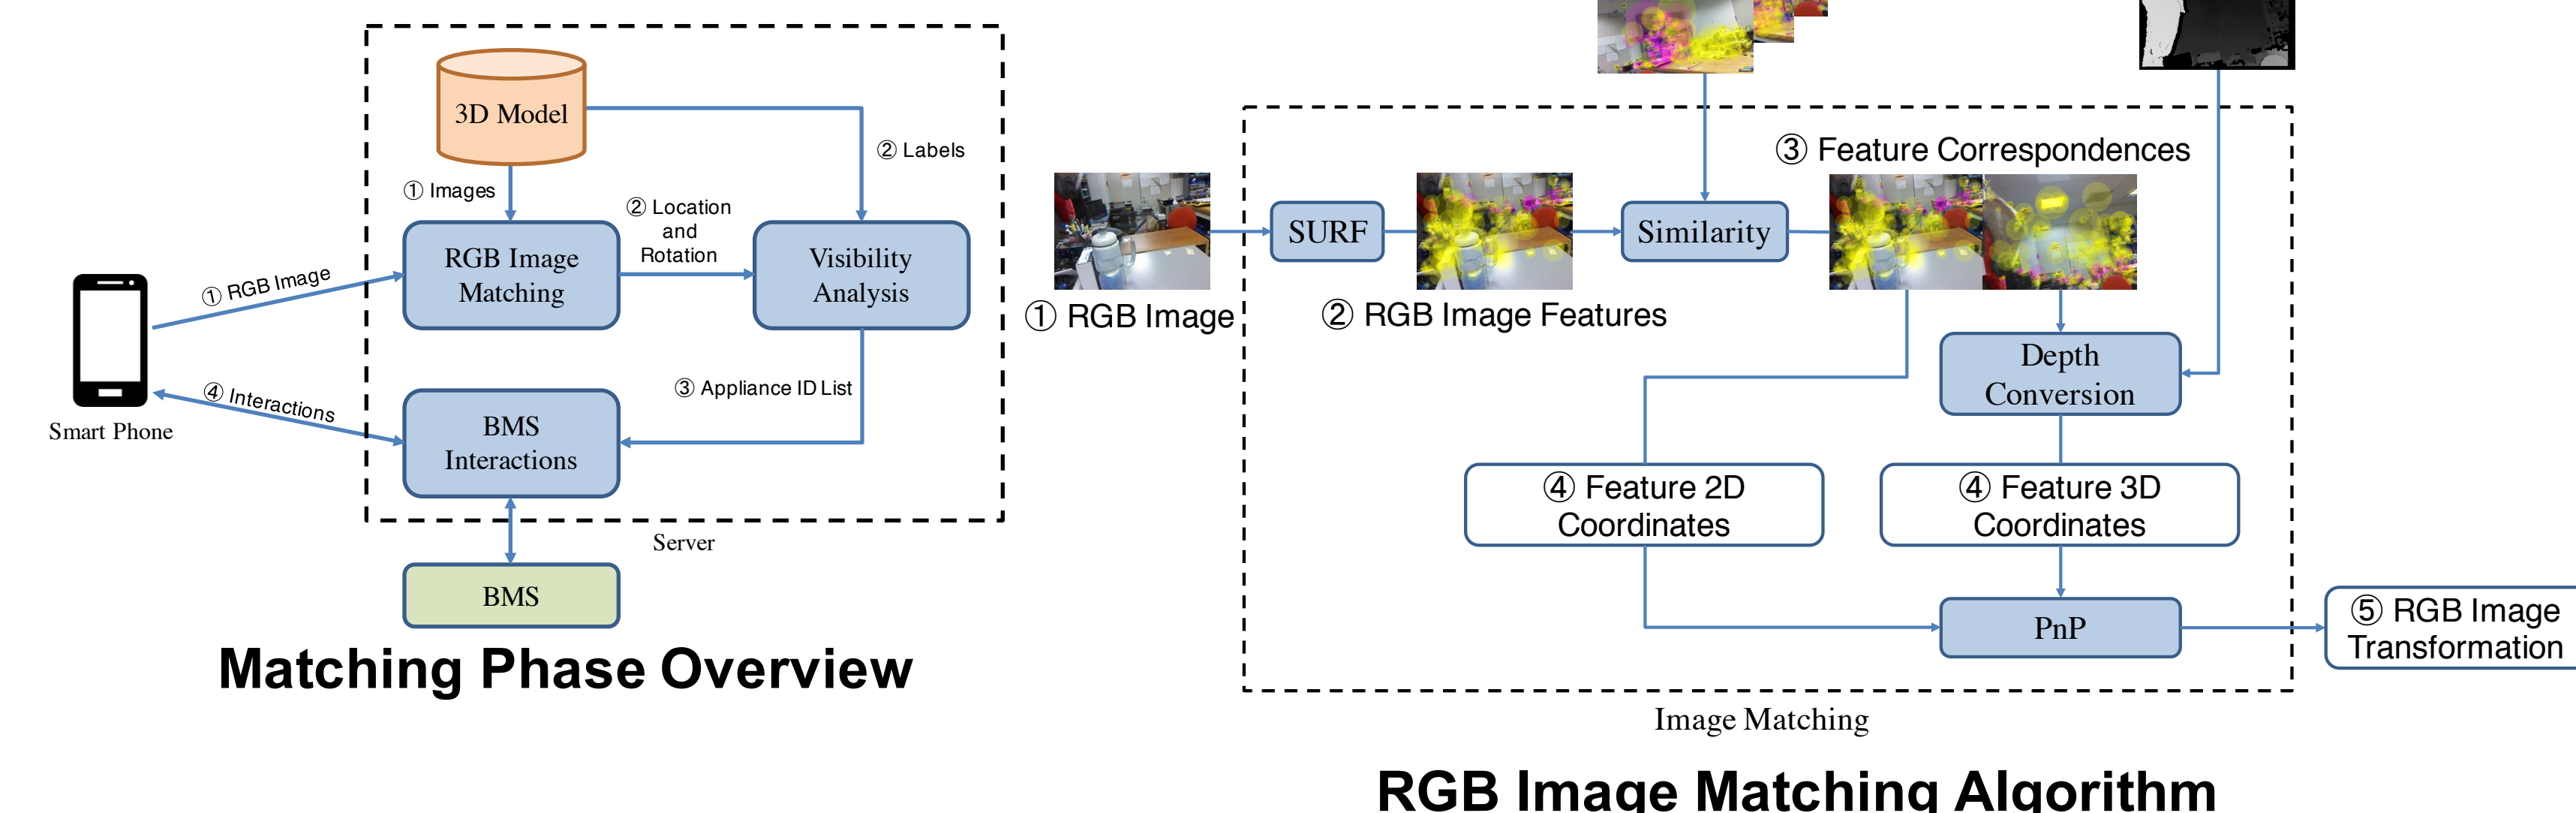 3D Model
② Labels
① Images
② Location
and
Rotation
RGB Image
Matching
Visibility
Analysis
① RGB Image
④ Interactions
Smart Phone
③ Appliance ID List
BMS
Interactions
Server
BMS
Matching Phase Overview
③ Feature Correspondences
SURF
Similarity
① RGB Image
② RGB Image Features
Depth
Conversion
④ Feature 2D
Coordinates
④ Feature 3D
Coordinates
PnP
⑤ RGB Image
Transformation
Image Matching
RGB Image Matching Algorithm